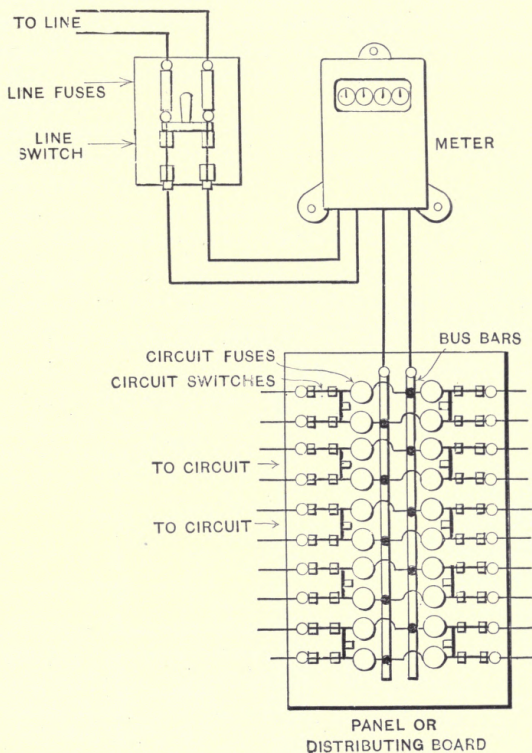 TO LINE
LINE FUSES
LINE
SWITCH
METER
BUS BARS
CIRCUIT FUSES
CIRCUIT SWITCHES
TO CIRCUIT
TO CIRCUIT
PANEL OR
DISTRIBUTING BOARD